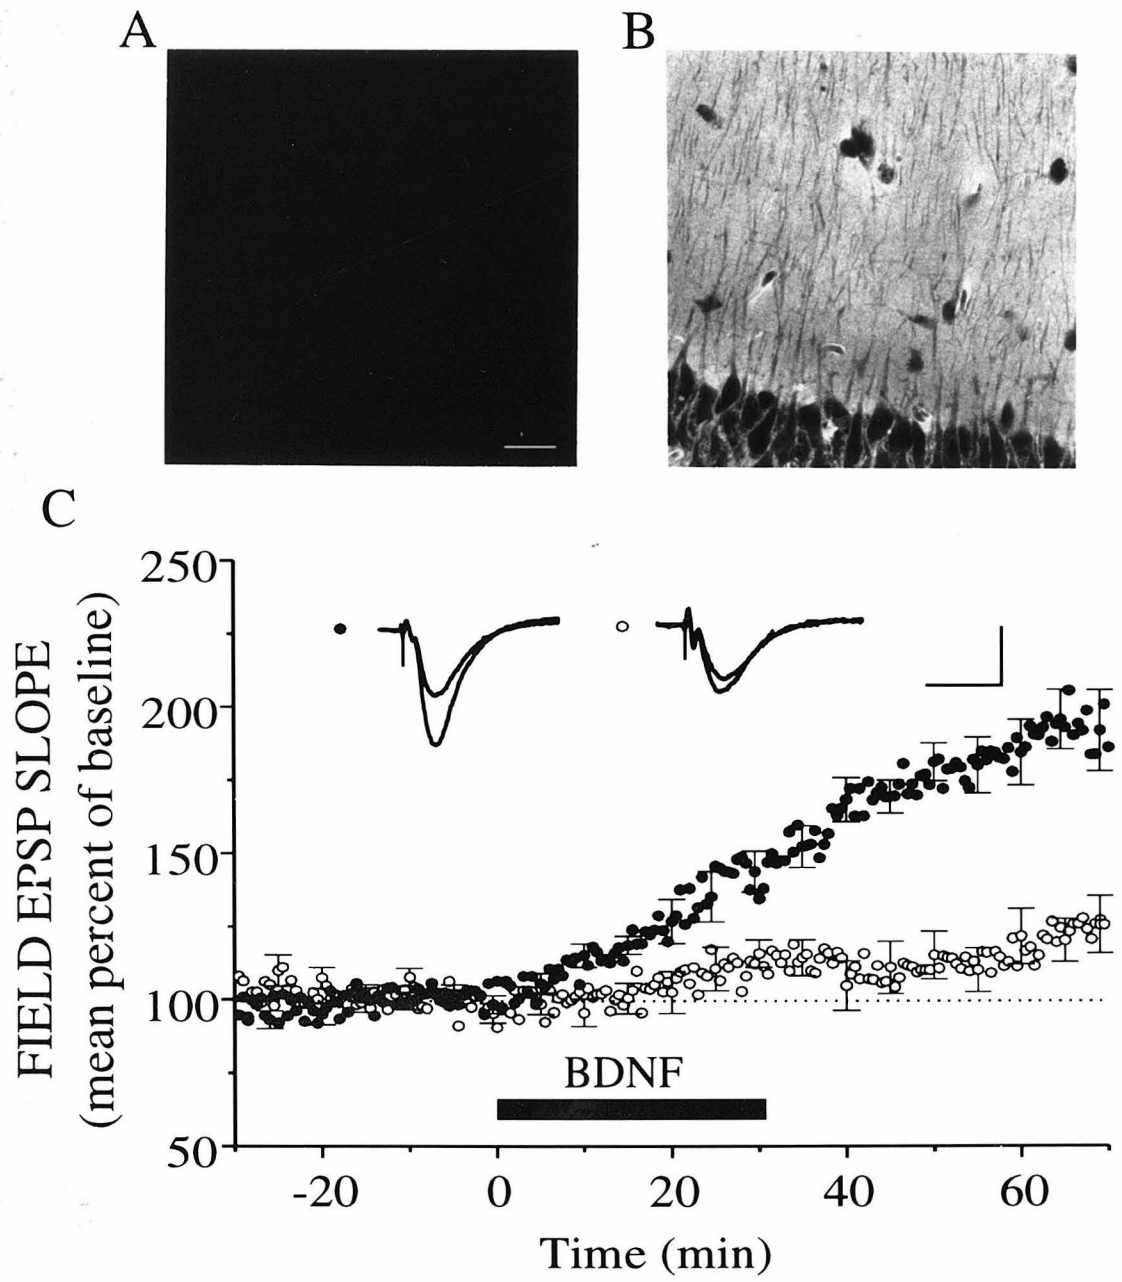 A
B
C
250
200
150
100
50
FIELD EPSP SLOPE
(mean percent of baseline)
BDNF
-20
0
20
40
60
Time (min)